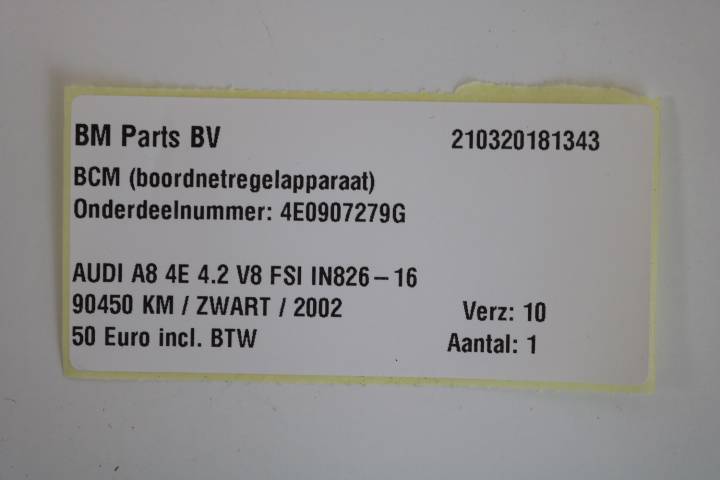 BM Parts BV 210320181343
BCM (boordnetregelapparaat)
Onderdeelnummer: 4E0907279G
AUDI A8 4E 4.2 V8 FSI IN826-16
90450 KM / ZWART / 2002 Verz: 10
50 Euro incl. BTW Aantal: 1